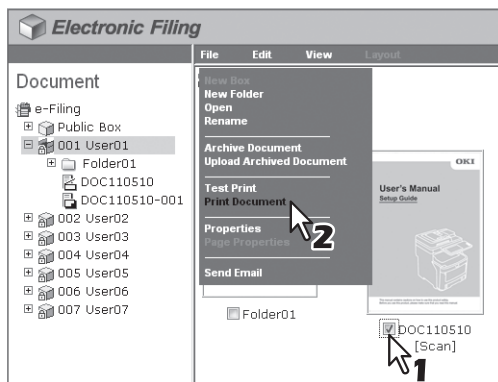 Electronic Filing
File Edit View Layout
Document
e-Filing
Public Box
001 User01
Folder01
DOC110510
DOC110510-001
002 User02
003 User03
004 User04
005 User05
006 User06
007 User07
New Box
New Folder
Open
Rename
Archive Document
Upload Archived Document
Test Print
Print Document
2
Properties
Page Properties
Send Email
Folder01
OKI
User's Manual
Setup Guide
DOC110510
[Scan]
1